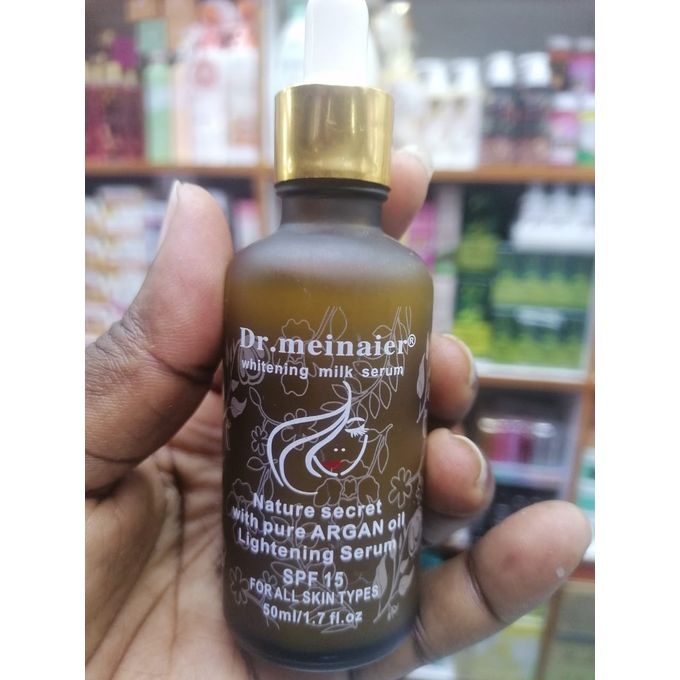 Dr.meinaier®
whitening milk serum
Nature secret
with pure ARGAN oil
Lightening Serum
SPF 15
FOR ALL SKIN TYPES
50ml/1.7 fl.oz